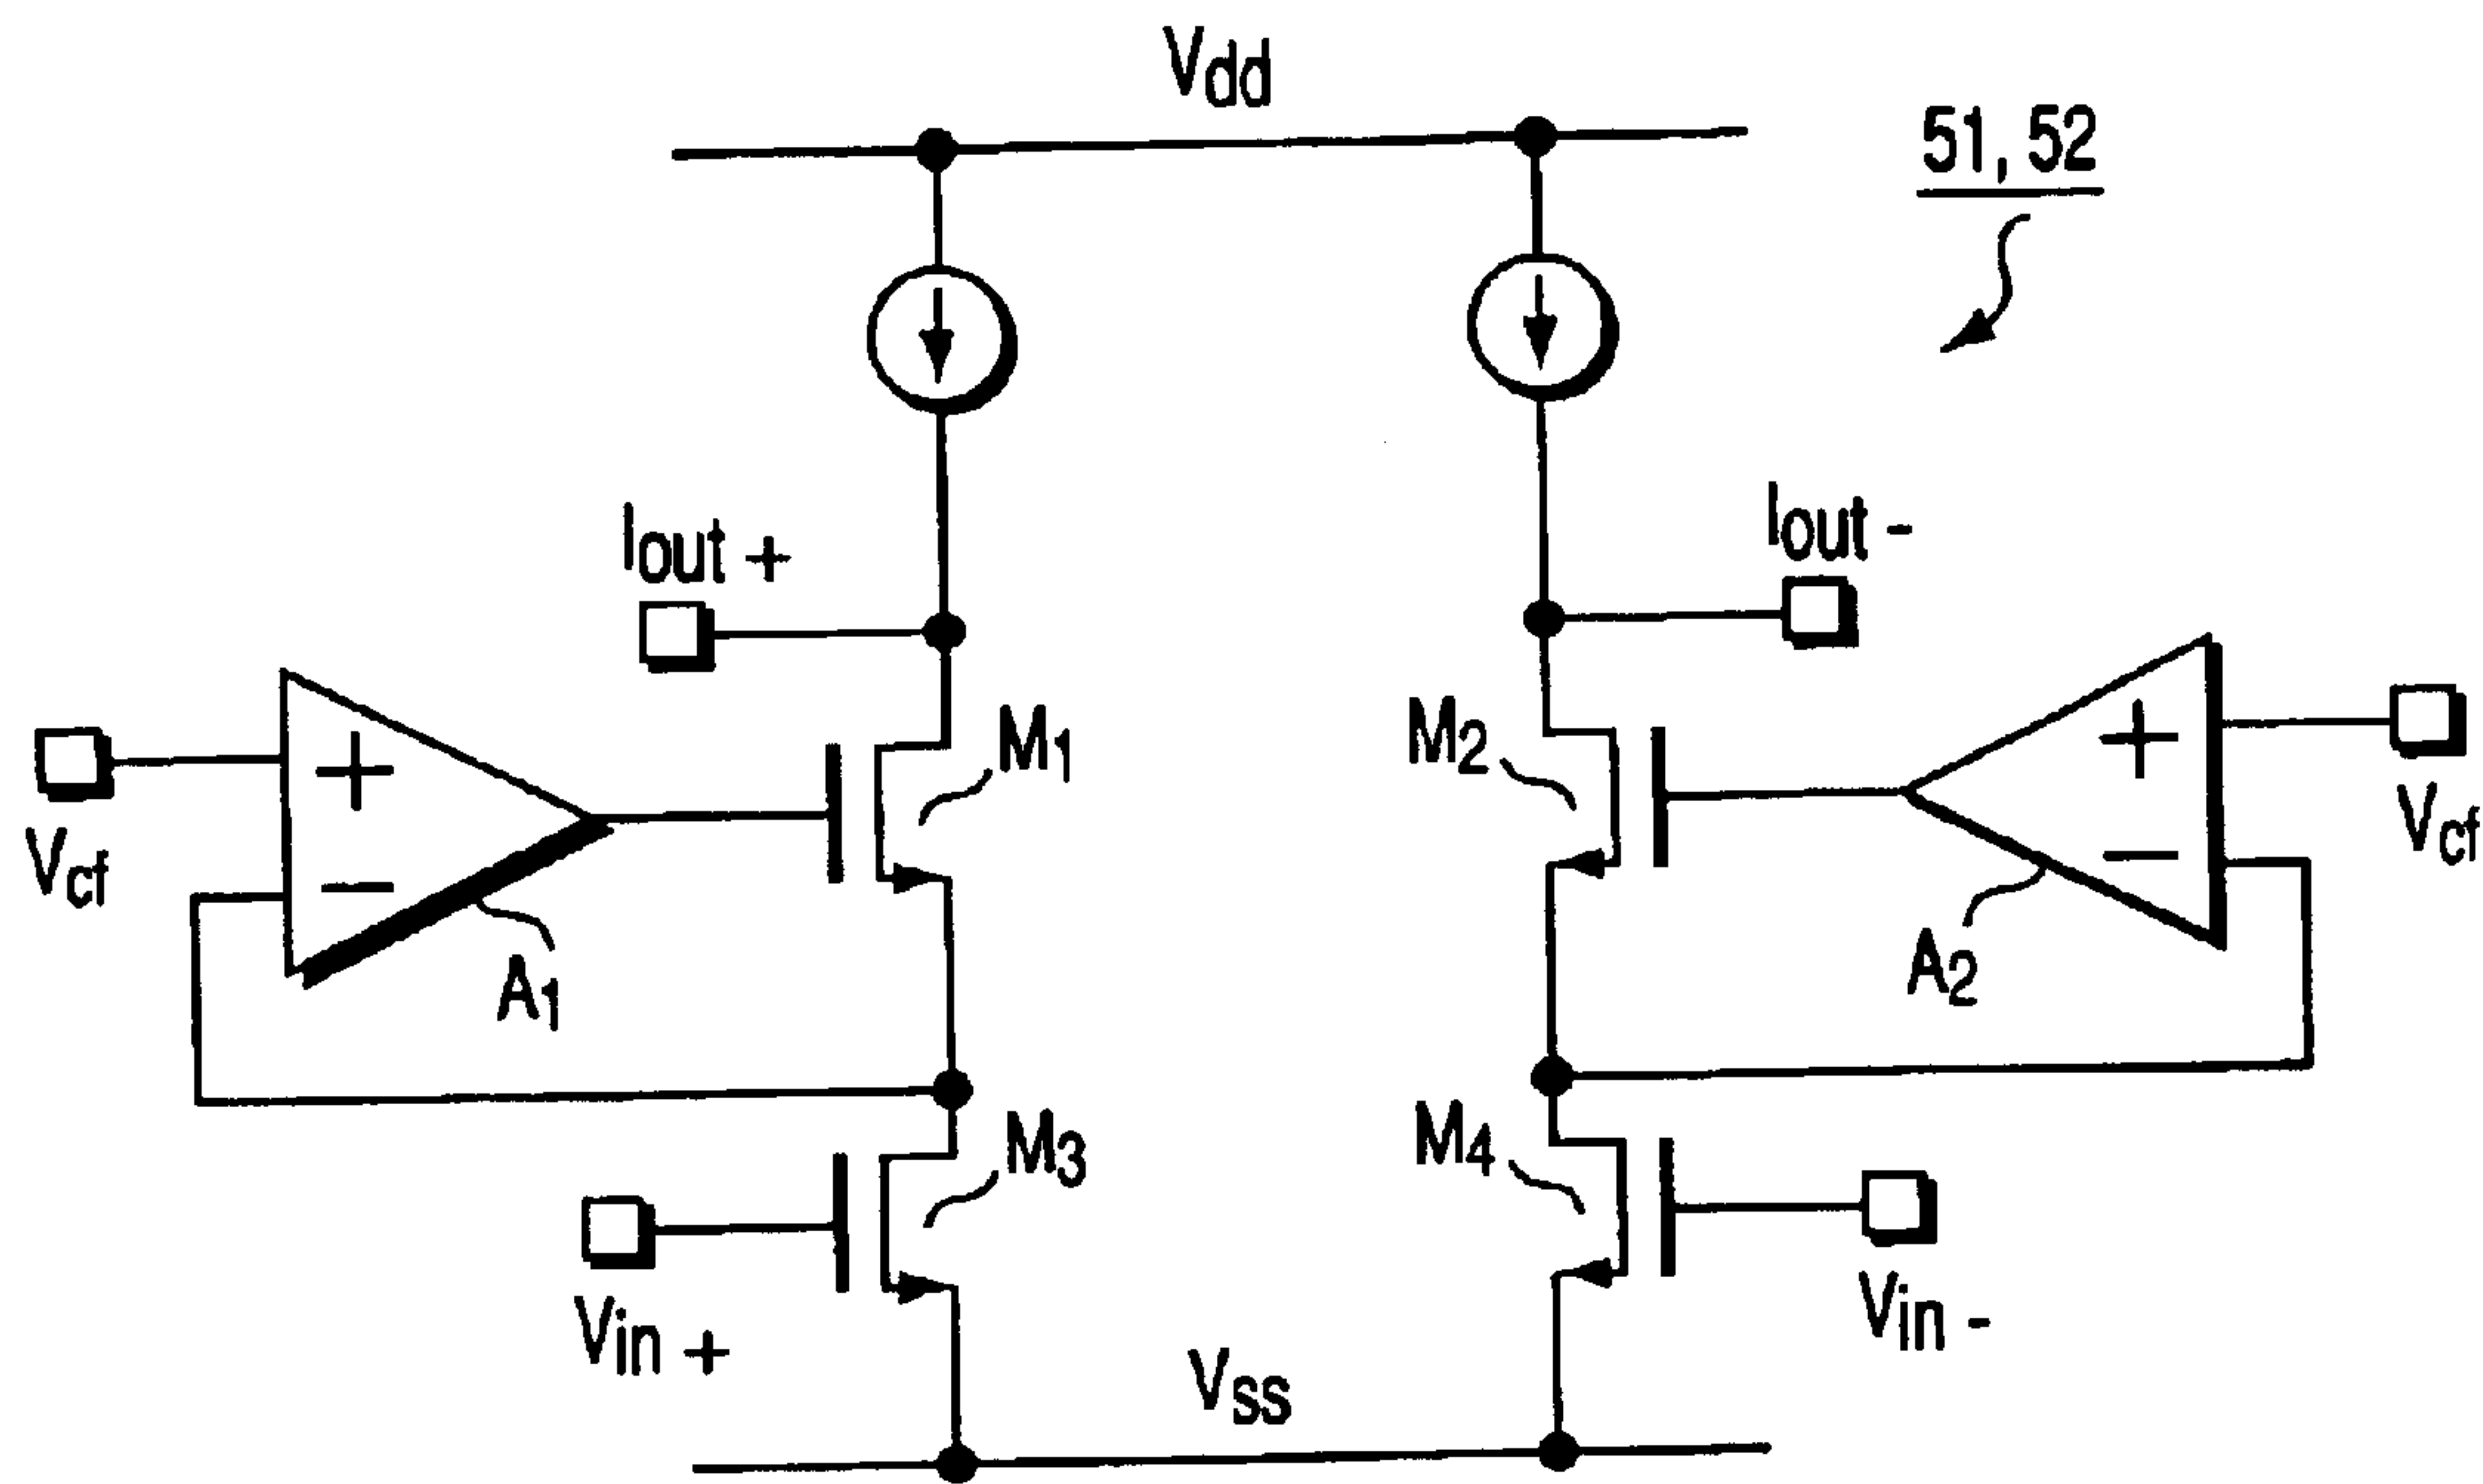 Vdd
51, 52
Iout +
Iout -
M1
M2
+
+
Vcf
Vcf
-
-
A1
A2
M3
M4
Vin +
Vin -
Vss